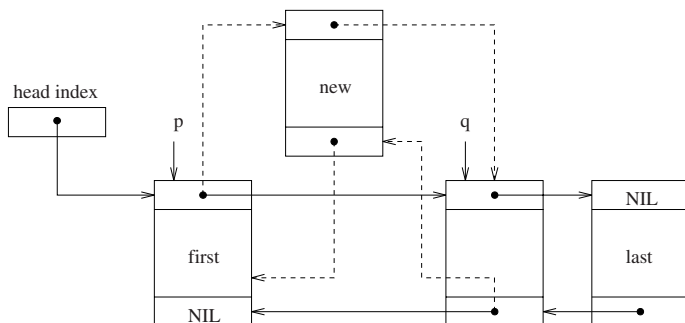 new
head index
p
q
NIL
first
last
NIL